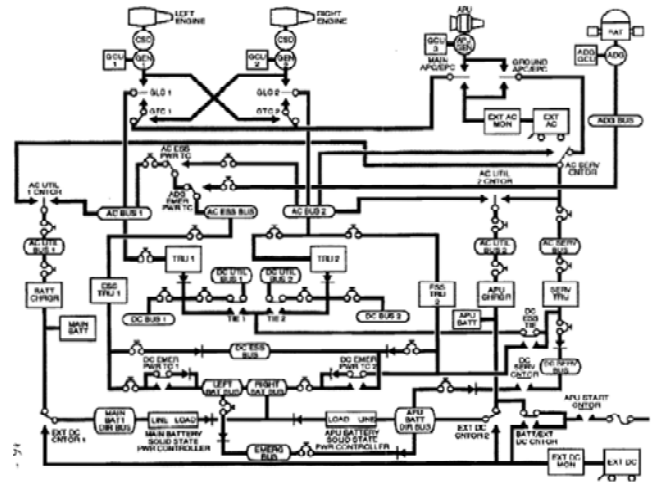 LEFT
ENGINE
RIGHT
ENGINE
APU
RAT
CSD
CSD
GCU
1
GEN
1
GCU
2
GEN
2
GCU
3
APU
GEN
ADG
GCU
ADG
MAIN
APC/EPC
GROUND
APC/EPC
GLC 1
GLC 2
GTC 1
GTC 2
EXT AC
MON
EXT
AC
ADG BUS
AC ESS
PWR TC
ADG
EMER
PWR TC
AC UTIL
1 CNTOR
AC UTIL
2 CNTOR
AC SERV
CNTOR
AC BUS 1
AC ESS BUS
AC BUS 2
AC UTIL
BUS 1
AC UTIL
BUS 2
AC SERV
BUS
TRU 1
TRU 2
DC UTIL
BUS 1
DC UTIL
BUS 2
BATT
CHRGR
ESS
TRU 1
ESS
TRU
2
APU
CHRGR
SERV
TRU
MAIN
BATT
DC BUS 1
TIE 1
TIE 2
DC BUS 2
APU
BATT
DC
ESS
TIE
DC ESS
BUS
DC EMER
PWR TC 1
DC EMER
PWR TC 2
DC
SERV
CNTOR
DC SERV
BUS
LEFT
BAT BUS
RIGHT
BAT BUS
APU START
CNTOR
MAIN
BATT
DIR BUS
LINE LOAD
LOAD LINE
APU
BATT
DIR BUS
EXT DC
CNTOR 1
MAIN BATTERY
SOLID STATE
PWR CONTROLLER
APU BATTERY
SOLID STATE
PWR CONTROLLER
EXT DC
CNTOR 2
BATT/EXT
DC CNTOR
EMERG
BUS
EXT DC
MON
EXT DC